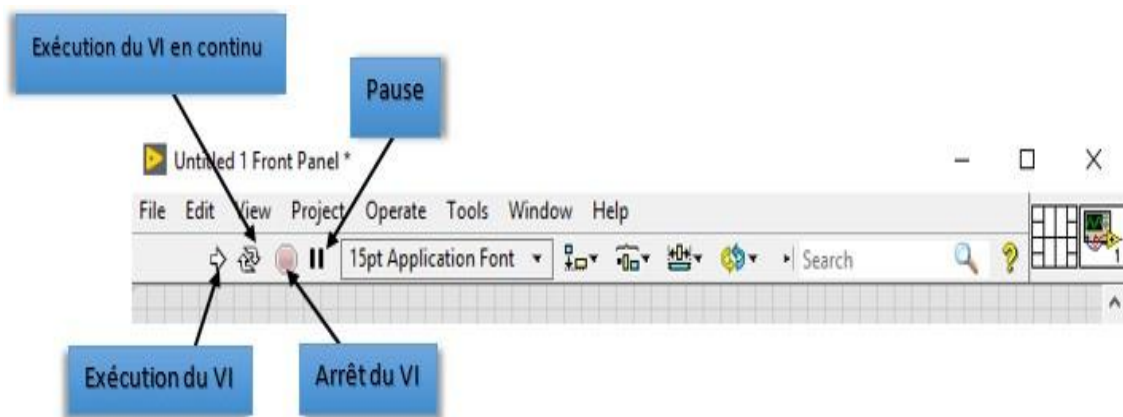 Exécution du VI en continu
Pause
Untitled 1 Front Panel *
File Edit View Project Operate Tools Window Help
15pt Application Font
Search
1
Exécution du VI
Arrêt du VI